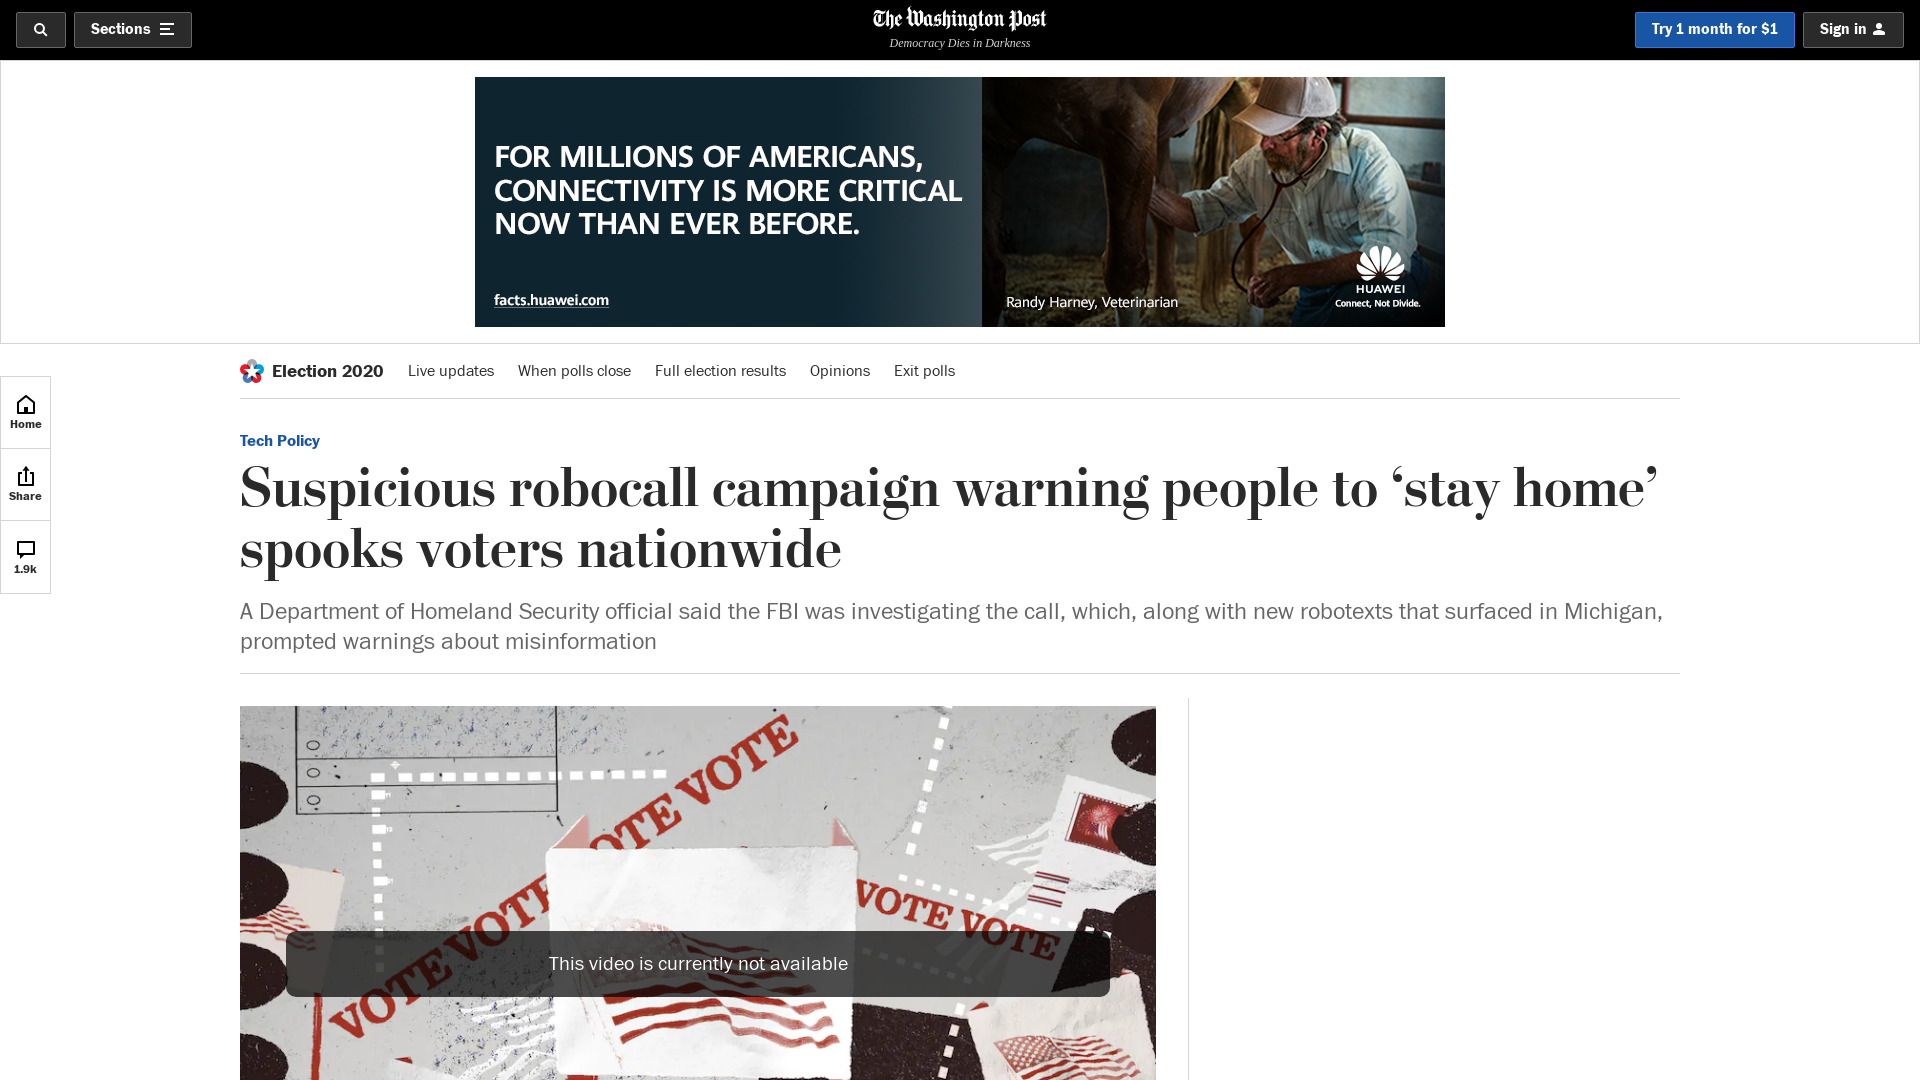 Sections
The Washington Post
Democracy Dies in Darkness
Try 1 month for $1
Sign in
FOR MILLIONS OF AMERICANS,
CONNECTIVITY IS MORE CRITICAL
NOW THAN EVER BEFORE.
facts.huawei.com
Randy Harney, Veterinarian
HUAWEI
Connect, Not Divide.
Election 2020
Live updates
When polls close
Full election results
Opinions
Exit polls
Home
Share
1.9k
Tech Policy
Suspicious robocall campaign warning people to ‘stay home’
spooks voters nationwide
A Department of Homeland Security official said the FBI was investigating the call, which, along with new robotexts that surfaced in Michigan,
prompted warnings about misinformation
VOTE VOTE VOTE VOTE
VOTE VOTE VOTE
This video is currently not available